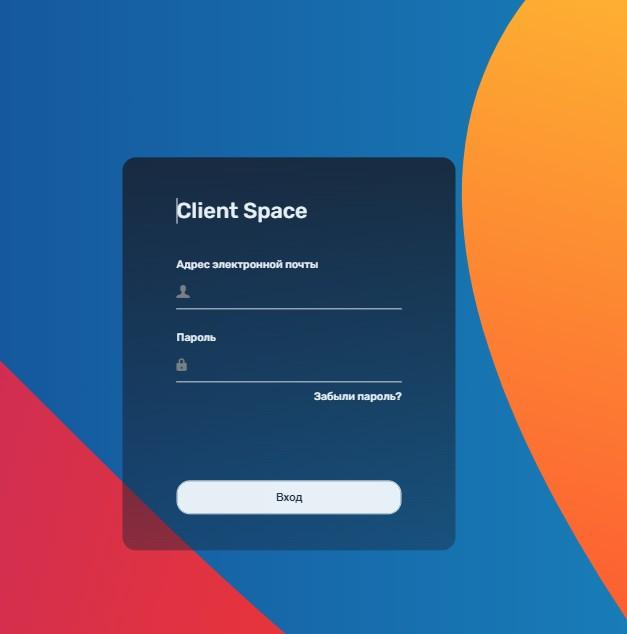 Client Space
Адрес электронной почты
Пароль
Забыли пароль?
Вход